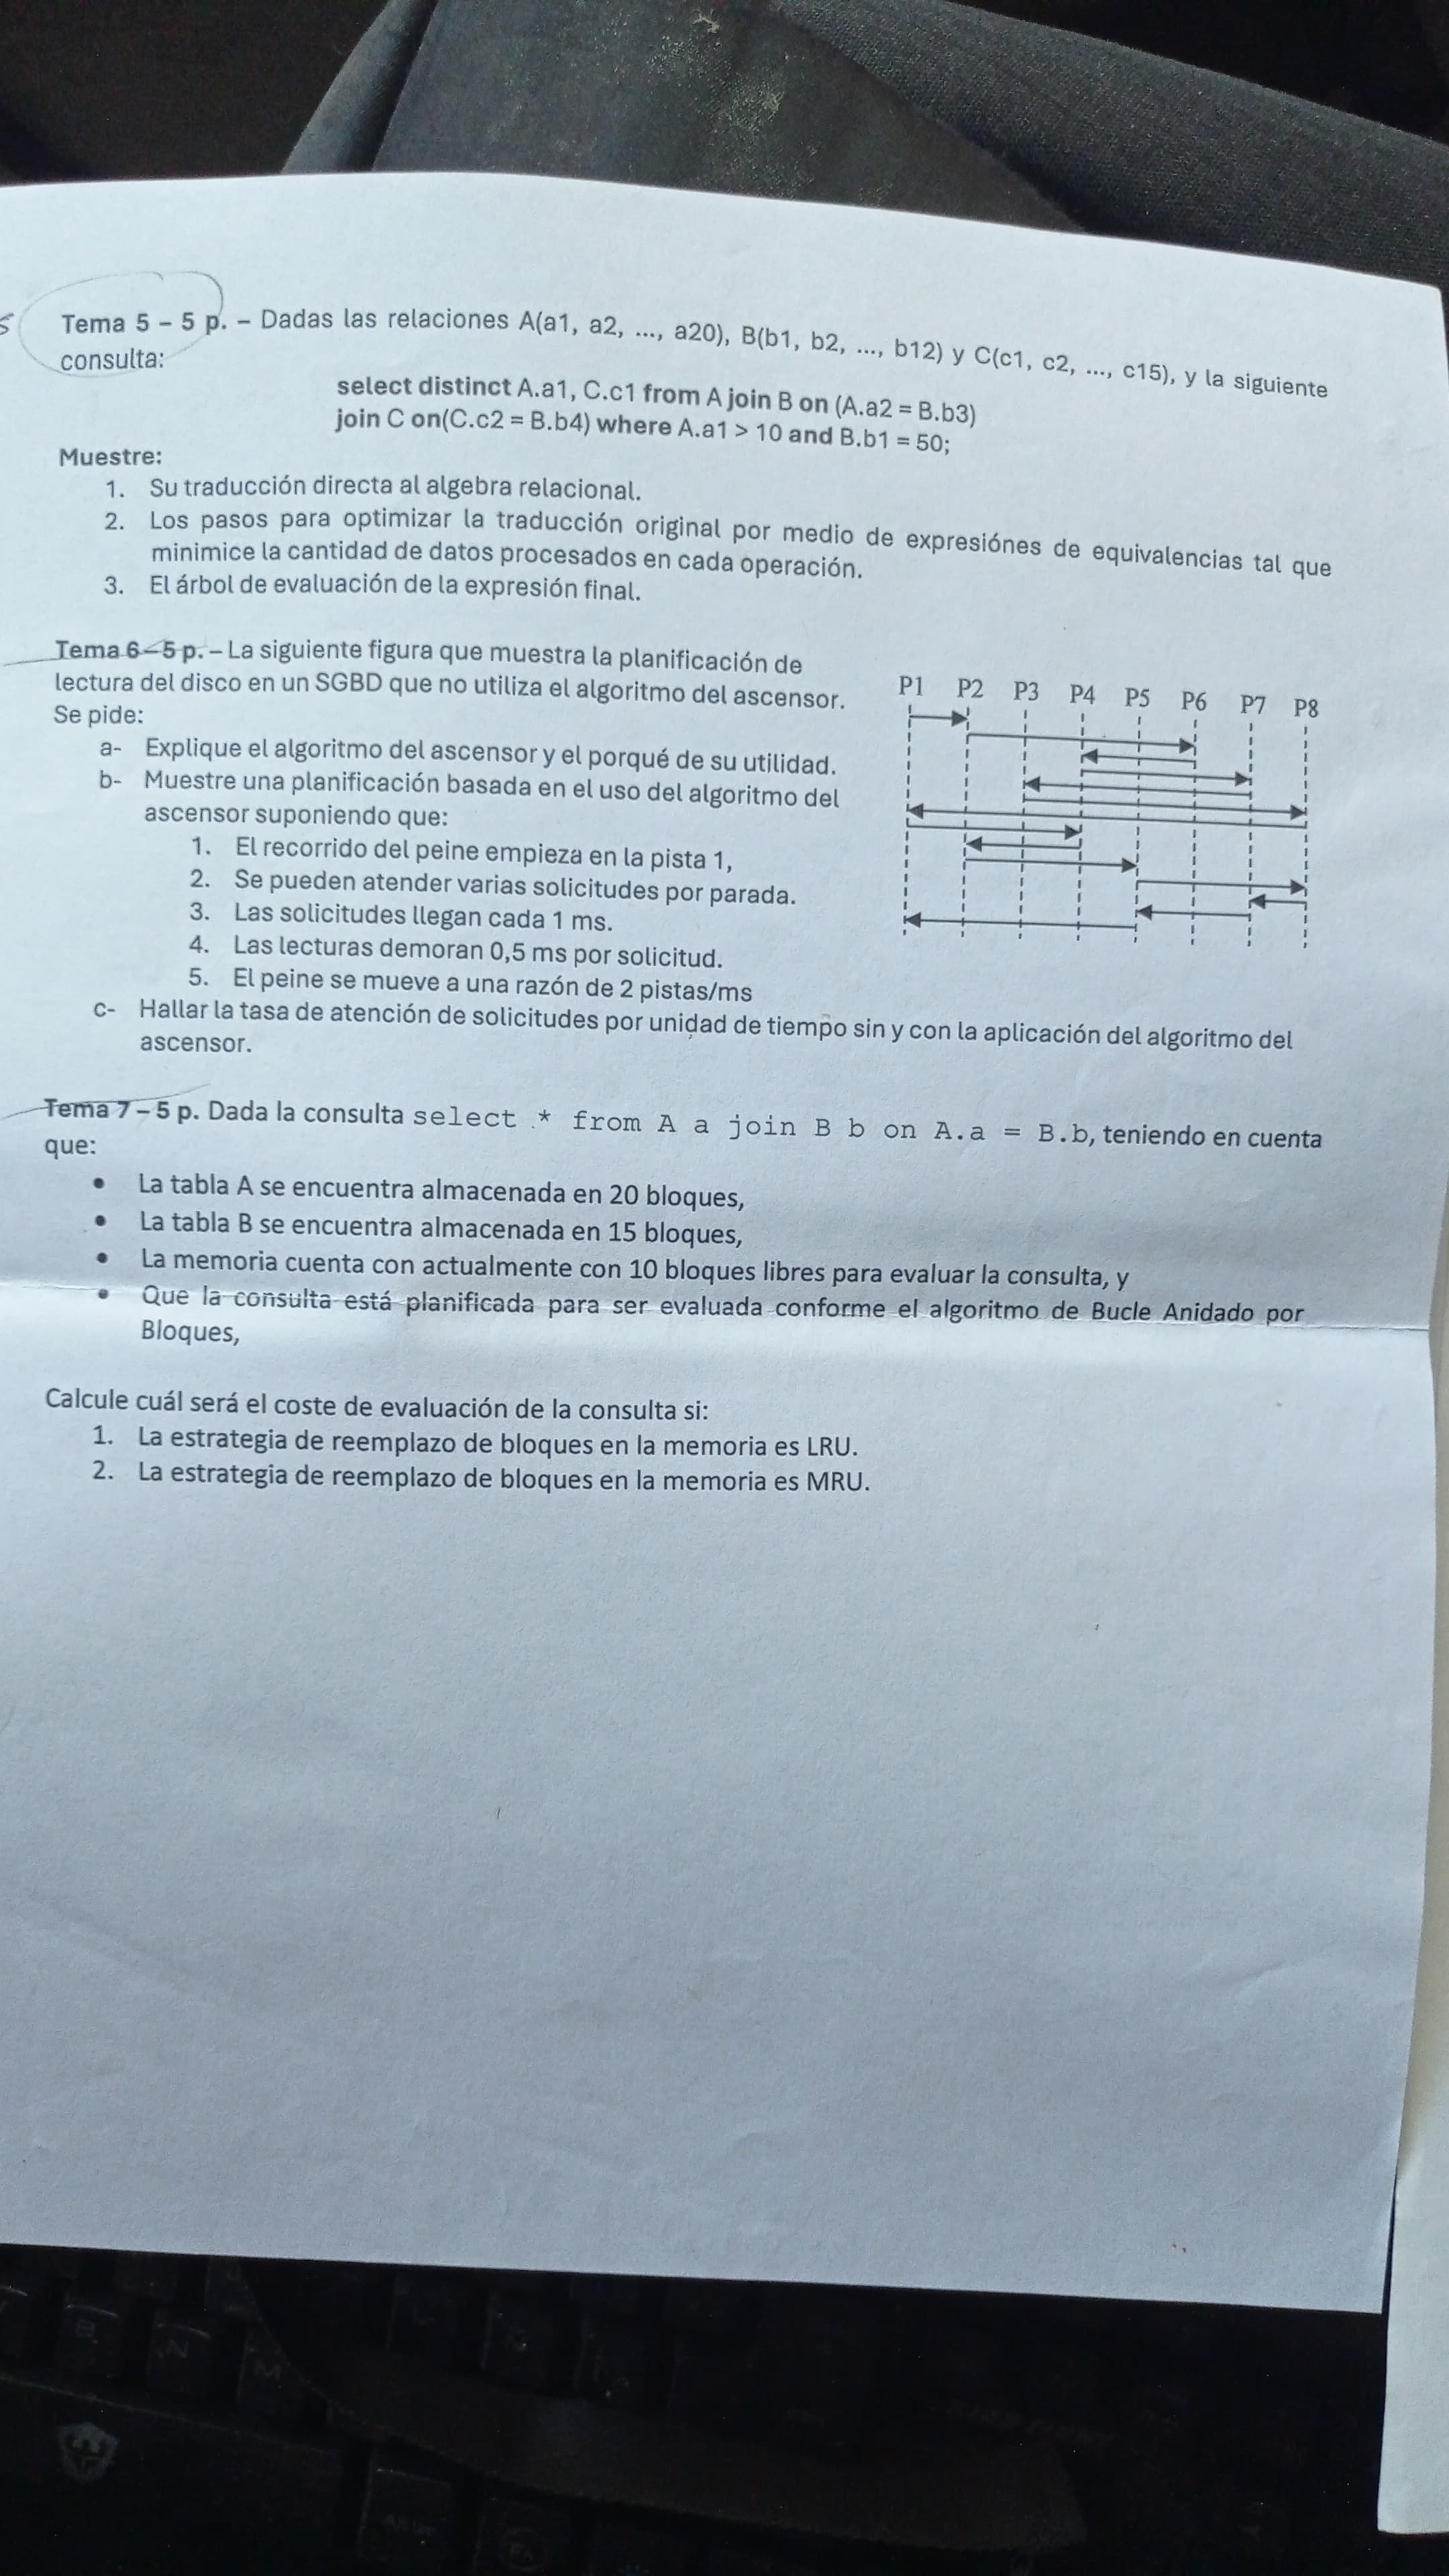 Tema 5 – 5 p. – Dadas las relaciones A(a1, a2, ..., a20), B(b1, b2, ..., b12) y C(c1, c2, ..., c15), y la siguiente
consulta:
select distinct A.a1, C.c1 from A join B on (A.a2 = B.b3)
join C on(C.c2 = B.b4) where A.a1 > 10 and B.b1 = 50;
Muestre:
1. Su traducción directa al algebra relacional.
2. Los pasos para optimizar la traducción original por medio de expresiónes de equivalencias tal que
minimice la cantidad de datos procesados en cada operación.
3. El árbol de evaluación de la expresión final.
Tema 6 – 5 p. – La siguiente figura que muestra la planificación de
lectura del disco en un SGBD que no utiliza el algoritmo del ascensor.
Se pide:
a- Explique el algoritmo del ascensor y el porqué de su utilidad.
b- Muestre una planificación basada en el uso del algoritmo del
ascensor suponiendo que:
1. El recorrido del peine empieza en la pista 1,
2. Se pueden atender varias solicitudes por parada.
3. Las solicitudes llegan cada 1 ms.
4. Las lecturas demoran 0,5 ms por solicitud.
5. El peine se mueve a una razón de 2 pistas/ms
P1 P2 P3 P4 P5 P6 P7 P8
c- Hallar la tasa de atención de solicitudes por unidad de tiempo sin y con la aplicación del algoritmo del
ascensor.
Tema 7 – 5 p. Dada la consulta select * from A a join B b on A.a = B.b, teniendo en cuenta
que:
• La tabla A se encuentra almacenada en 20 bloques,
• La tabla B se encuentra almacenada en 15 bloques,
• La memoria cuenta con actualmente con 10 bloques libres para evaluar la consulta, y
• Que la consulta está planificada para ser evaluada conforme el algoritmo de Bucle Anidado por
Bloques,
Calcule cuál será el coste de evaluación de la consulta si:
1. La estrategia de reemplazo de bloques en la memoria es LRU.
2. La estrategia de reemplazo de bloques en la memoria es MRU.